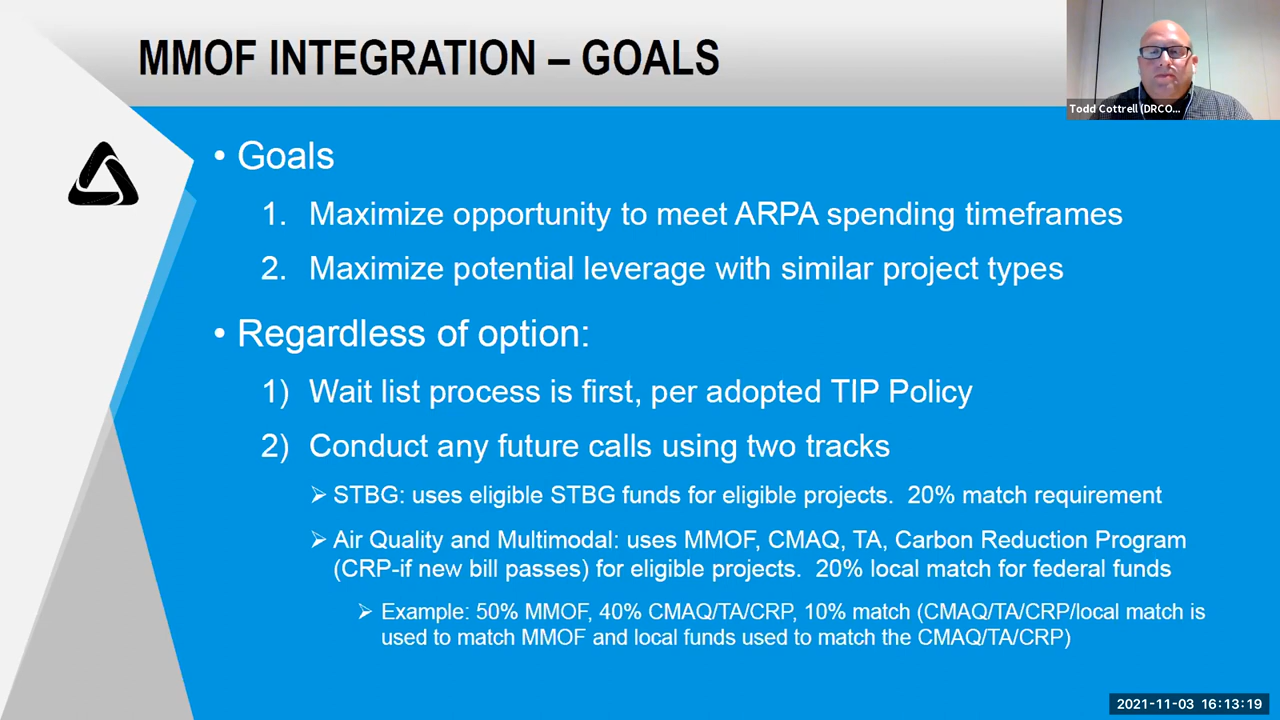 MMOF INTEGRATION – GOALS
Todd Cottrell (DRCO...
• Goals
1. Maximize opportunity to meet ARPA spending timeframes
2. Maximize potential leverage with similar project types
• Regardless of option:
1) Wait list process is first, per adopted TIP Policy
2) Conduct any future calls using two tracks
➢ STBG: uses eligible STBG funds for eligible projects.  20% match requirement
➢ Air Quality and Multimodal: uses MMOF, CMAQ, TA, Carbon Reduction Program
(CRP-if new bill passes) for eligible projects.  20% local match for federal funds
➢ Example: 50% MMOF, 40% CMAQ/TA/CRP, 10% match (CMAQ/TA/CRP/local match is
used to match MMOF and local funds used to match the CMAQ/TA/CRP)
2021-11-03 16:13:19